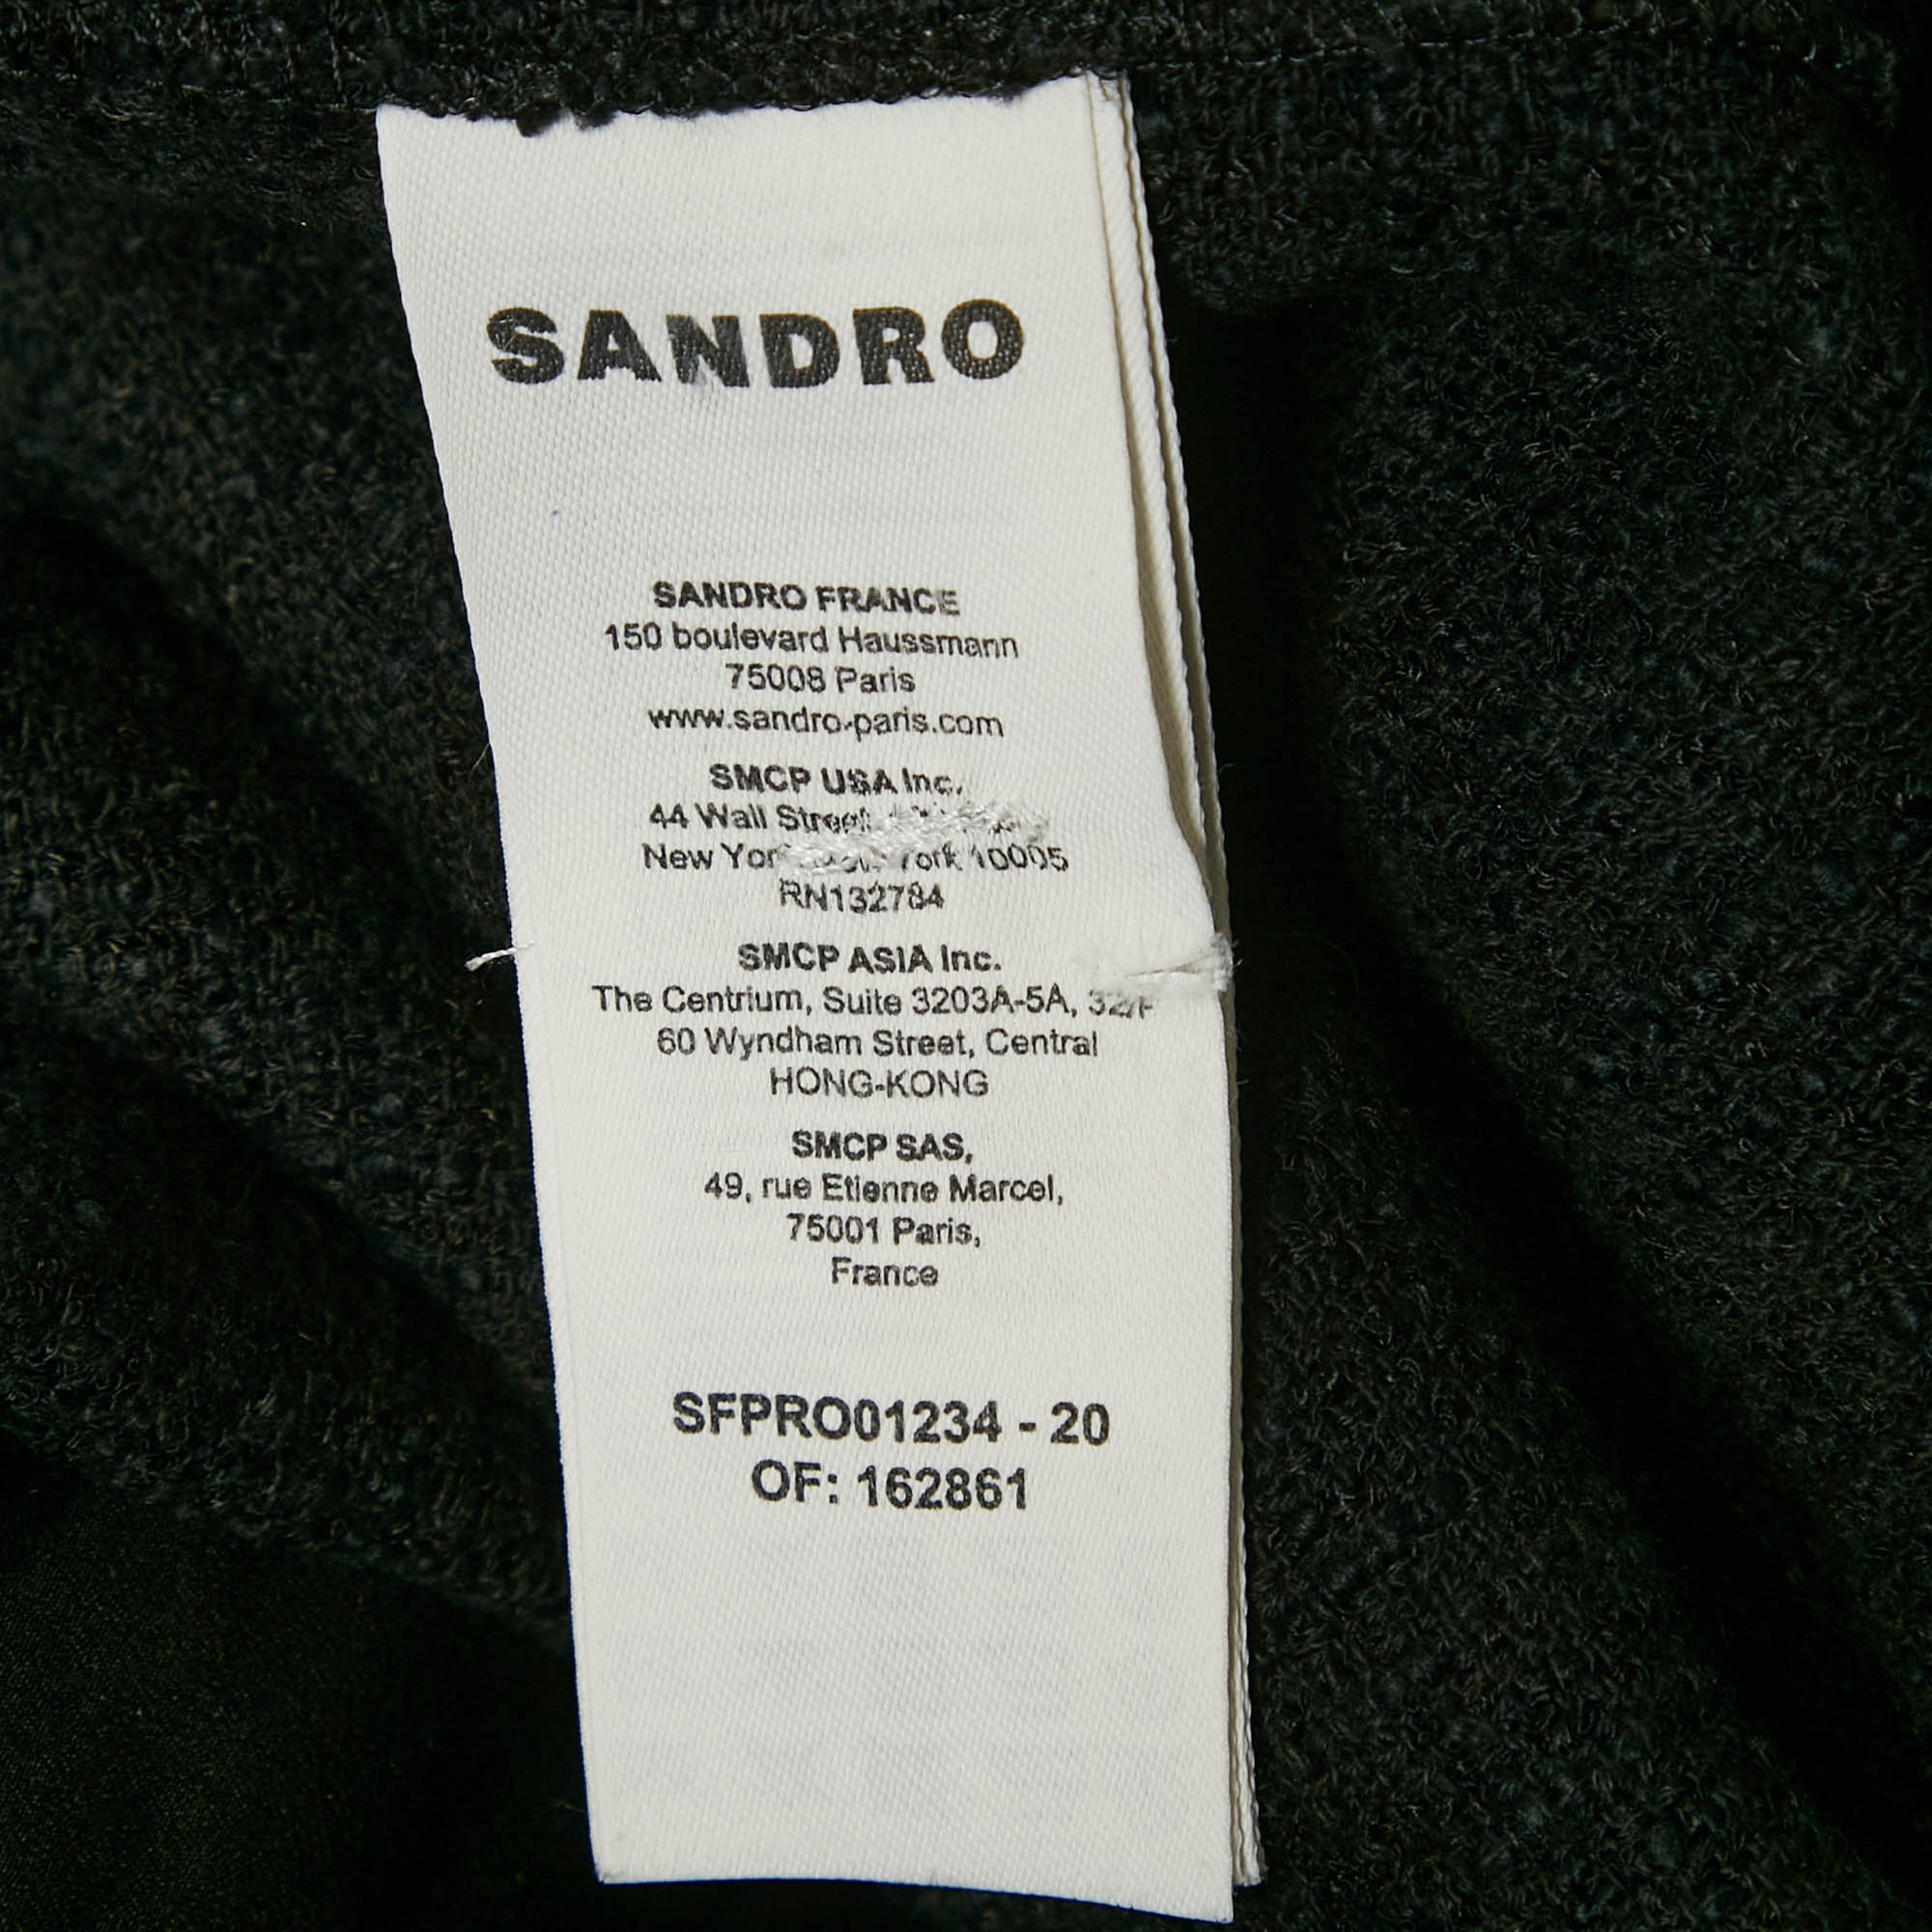 SANDRO
SANDRO FRANCE
150 boulevard Haussmann
75008 Paris
www.sandro-paris.com
SMCP USA Inc.
44 Wall Street,
New York 10005
RN132784
SMCP ASIA Inc.
The Centrium, Suite 3203A-5A, 32/F
60 Wyndham Street, Central
HONG-KONG
SMCP SAS,
49, rue Etienne Marcel,
75001 Paris,
France
SFPRO01234 - 20
OF: 162861